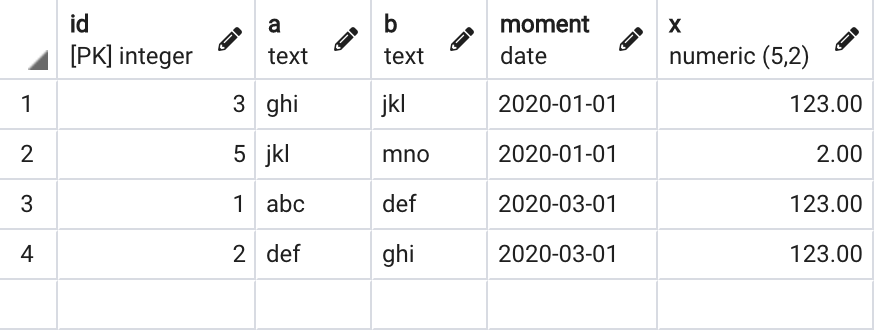 id a b moment x
[PK] integer text text date numeric (5,2)
1 3 ghi jkl 2020-01-01 123.00
2 5 jkl mno 2020-01-01 2.00
3 1 abc def 2020-03-01 123.00
4 2 def ghi 2020-03-01 123.00